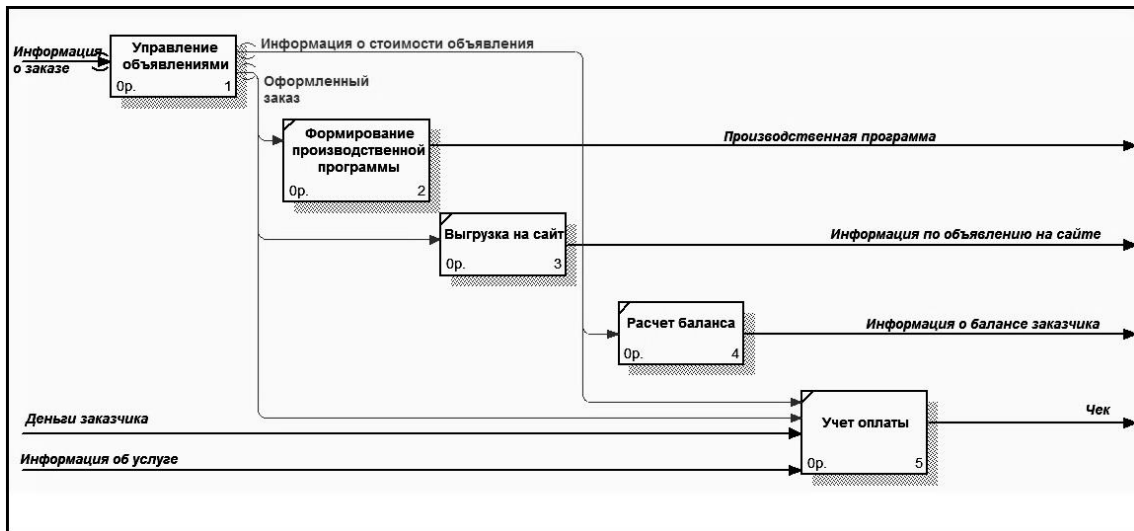 Информация
о заказе
Управление
объявлениями
0р. 1
Информация о стоимости объявления
Оформленный
заказ
Формирование
производственной
программы
0р. 2
Производственная программа
Выгрузка на сайт
0р. 3
Информация по объявлению на сайте
Расчет баланса
0р. 4
Информация о балансе заказчика
Деньги заказчика
Учет оплаты
0р. 5
Чек
Информация об услуге